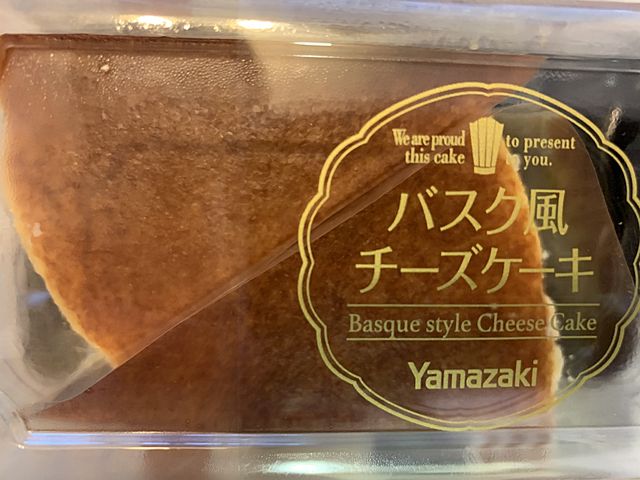 We are proud to present
this cake to you.
バスク風
チーズケーキ
Basque style Cheese Cake
Yamazaki